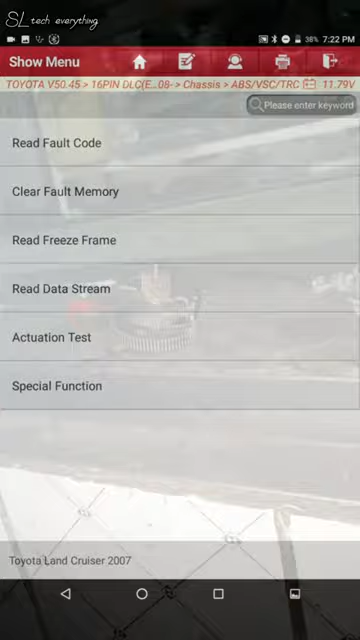 SL tech everything
38% 7:22 PM
Show Menu
TOYOTA V50.45 > 16PIN DLC(E...08-> Chassis > ABS/VSC/TRC 11.79V
Please enter keyword
Read Fault Code
Clear Fault Memory
Read Freeze Frame
Read Data Stream
Actuation Test
Special Function
Toyota Land Cruiser 2007